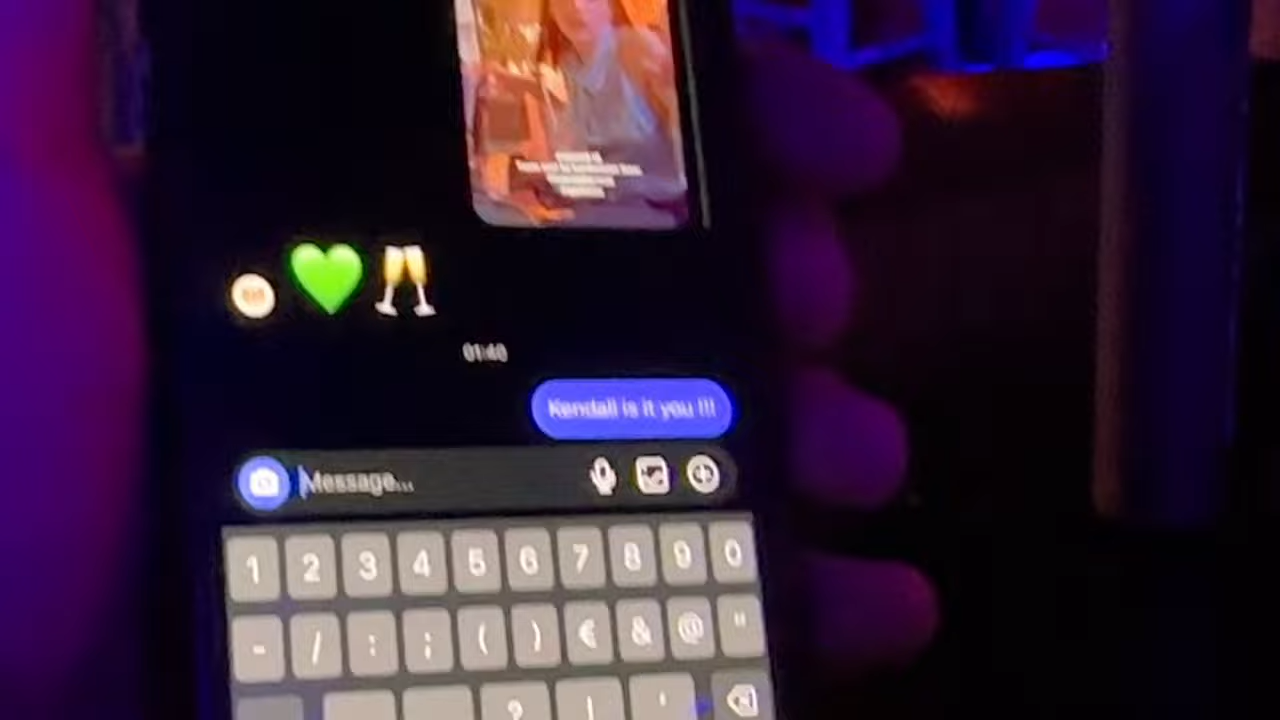 01:40
Kendall is it you !!!
Message...
1 2 3 4 5 6 7 8 9 0
- / : ; ( ) € & @ "
? ! '